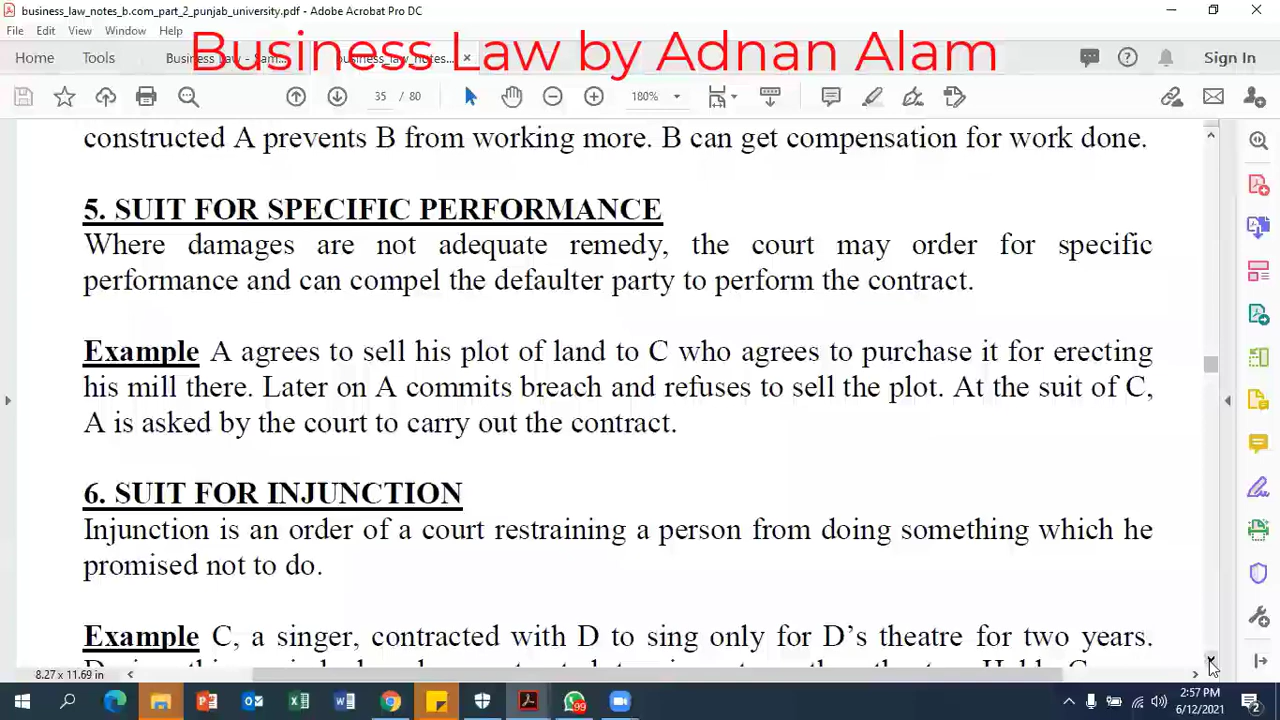 business_law_notes_b.com_part_2_punjab_university.pdf - Adobe Acrobat Pro DC
File Edit View Window Help
Business Law by Adnan Alam
Home Tools Business Law - Sam... business_law_notes... Sign In
35 / 80 180%
constructed A prevents B from working more. B can get compensation for work done.
5. SUIT FOR SPECIFIC PERFORMANCE
Where damages are not adequate remedy, the court may order for specific
performance and can compel the defaulter party to perform the contract.
Example A agrees to sell his plot of land to C who agrees to purchase it for erecting
his mill there. Later on A commits breach and refuses to sell the plot. At the suit of C,
A is asked by the court to carry out the contract.
6. SUIT FOR INJUNCTION
Injunction is an order of a court restraining a person from doing something which he
promised not to do.
Example C, a singer, contracted with D to sing only for D's theatre for two years.
8.27 x 11.69 in
99
2:57 PM
6/12/2021
2